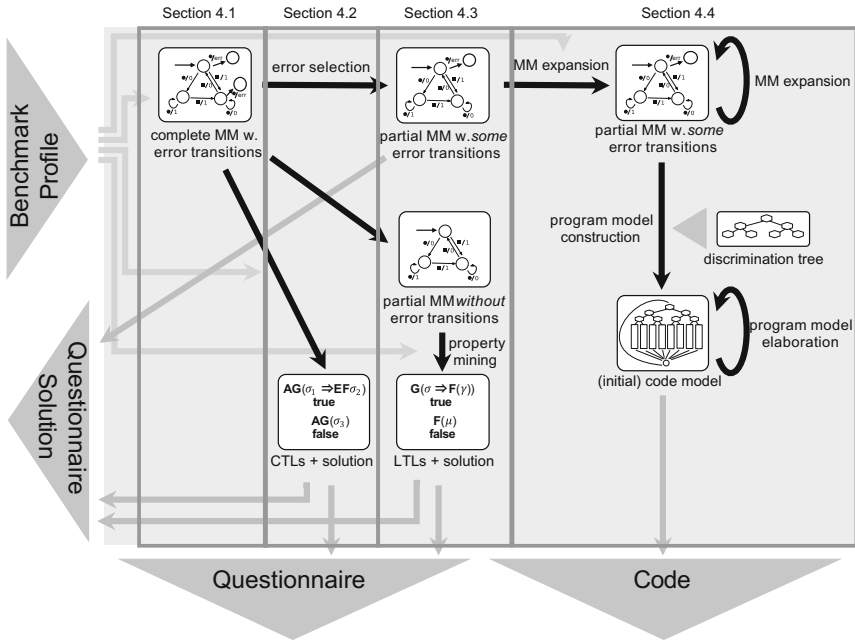 Section 4.1
Section 4.2
Section 4.3
Section 4.4
Benchmark
Profile
complete MM w.
error transitions
error selection
partial MM w.some
error transitions
MM expansion
partial MM w.some
error transitions
MM expansion
partial MM without
error transitions
program model
construction
discrimination tree
program model
elaboration
(initial) code model
property
mining
AG(σ1 ⇒EFσ2)
true
AG(σ3)
false
CTLs + solution
G(σ ⇒F(γ))
true
F(μ)
false
LTLs + solution
Questionnaire
Solution
Questionnaire
Code